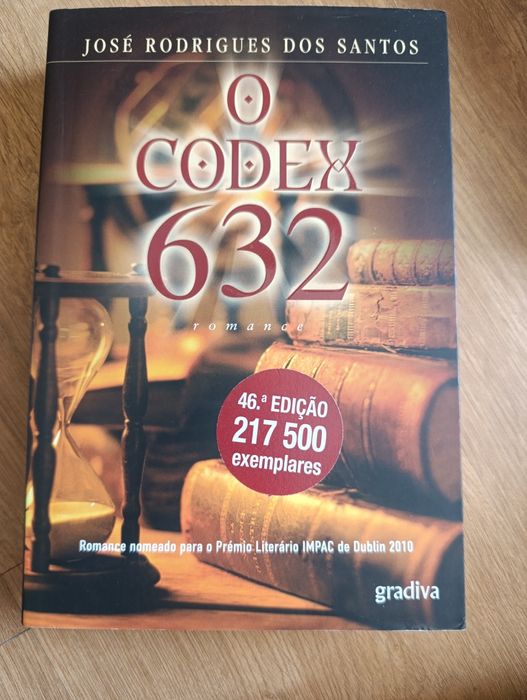 JOSÉ RODRIGUES DOS SANTOS
O
CODEX
632
romance
46.ª EDIÇÃO
217 500
exemplares
Romance nomeado para o Prémio Literário IMPAC de Dublin 2010
gradiva